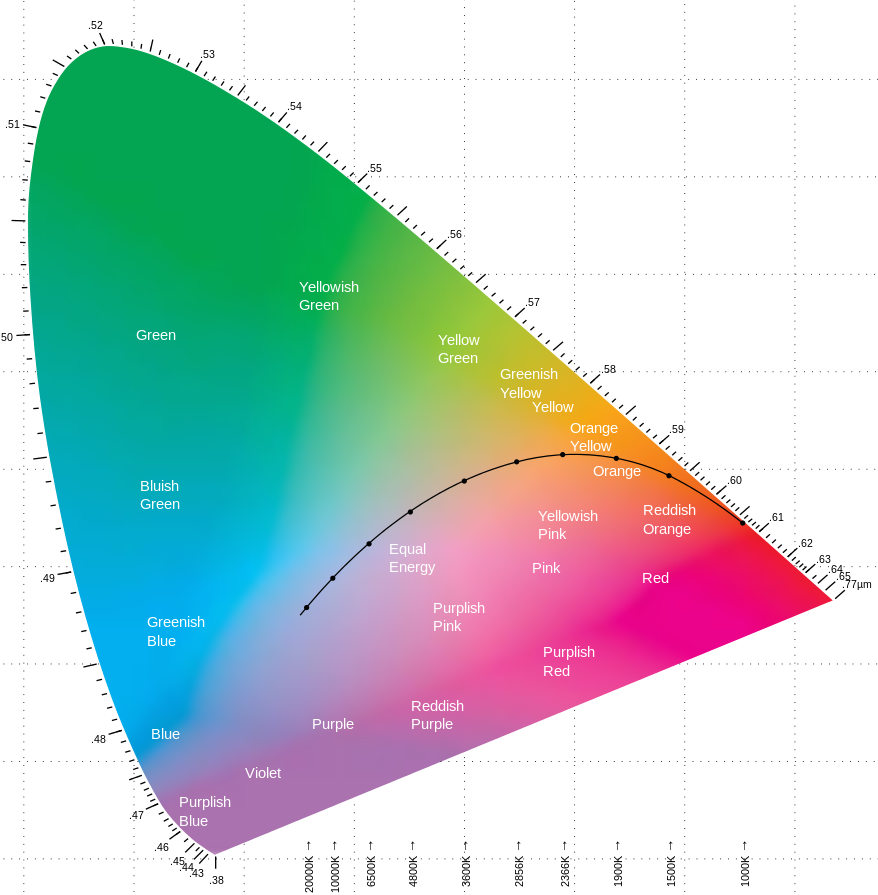 .52
.53
.54
.51
.55
.56
Yellowish
Green
.57
Green
50
Yellow
Green
.58
Greenish
Yellow
Yellow
Orange
Yellow
.59
Orange
.60
Bluish
Green
Reddish
Orange
.61
Yellowish
Pink
.62
Equal
Energy
.63
.64
.65
.77µm
Pink
Red
.49
Purplish
Pink
Greenish
Blue
Purplish
Red
Reddish
Purple
Purple
Blue
.48
Violet
Purplish
Blue
.47
.46
.45
.44
.43
.38
20000K →
10000K →
6500K →
4800K →
3600K →
2856K →
2366K →
1900K →
1500K →
1000K →